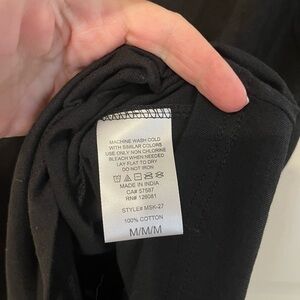 MACHINE WASH COLD
WITH SIMILAR COLORS
USE ONLY NON CHLORINE
BLEACH WHEN NEEDED
LAY FLAT TO DRY
DO NOT IRON
MADE IN INDIA
CA# 57587
RN# 128081
STYLE# MSK-27
100% COTTON
M/M/M